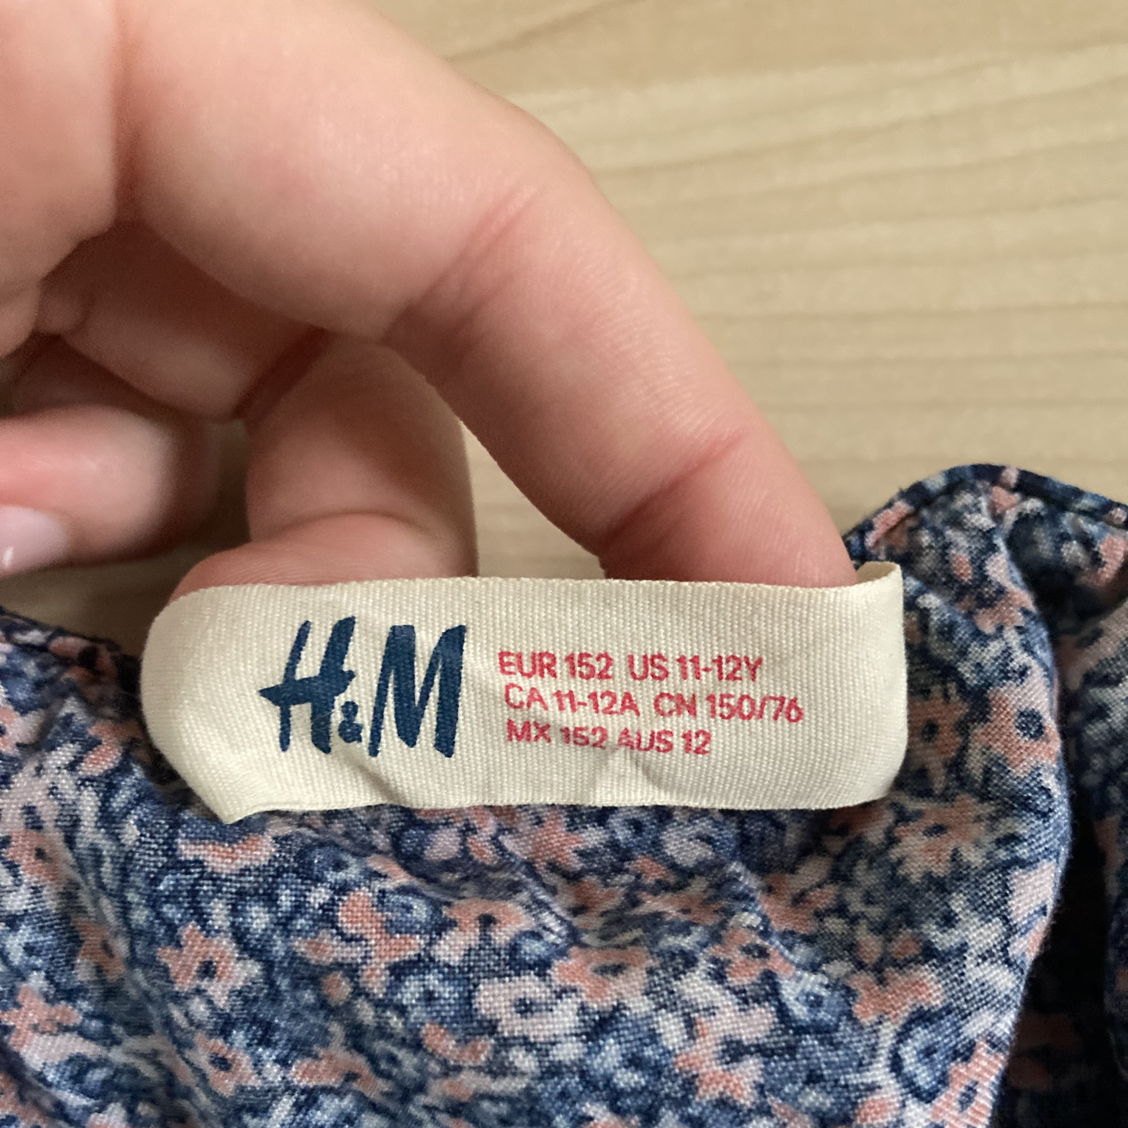 H&M
EUR 152 US 11-12Y
CA 11-12A CN 150/76
MX 152 AUS 12